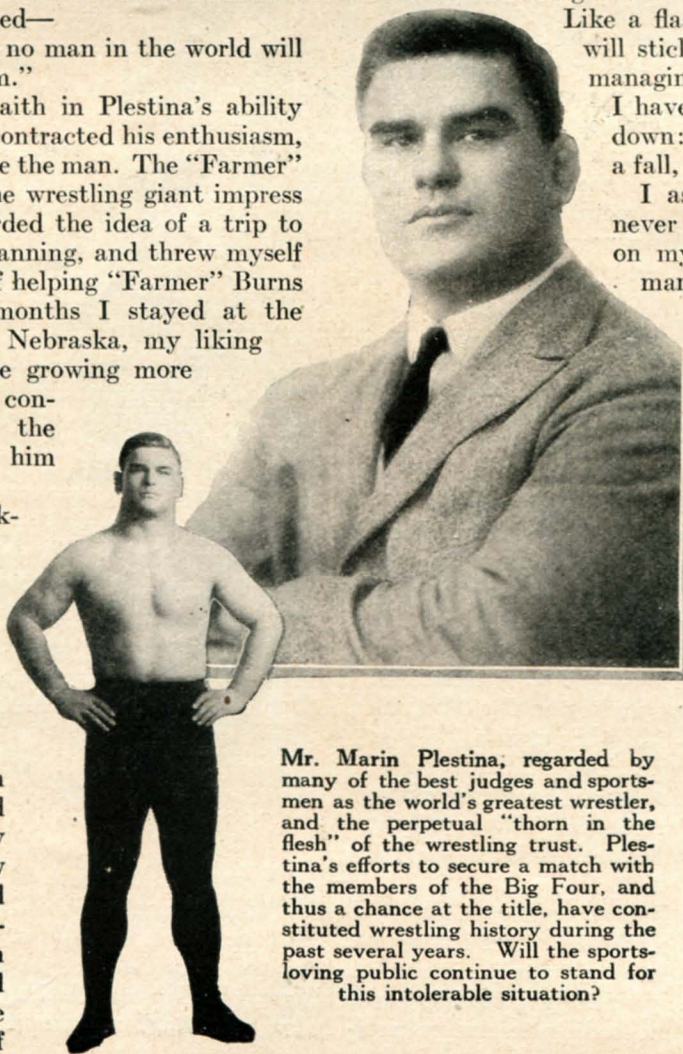 ed—
no man in the world will
."
aith in Plestina's ability
ontracted his enthusiasm,
e the man. The "Farmer"
e wrestling giant impress
ded the idea of a trip to
anning, and threw myself
f helping "Farmer" Burns
months I stayed at the
Nebraska, my liking
e growing more
con-
the
him
k-
y
y
d
-
n
d
e
f
Like a fla
will stick
managin
I have
down:
a fall,
I as
never
on my
man
Mr. Marin Plestina, regarded by
many of the best judges and sports-
men as the world's greatest wrestler,
and the perpetual "thorn in the
flesh" of the wrestling trust. Ples-
tina's efforts to secure a match with
the members of the Big Four, and
thus a chance at the title, have con-
stituted wrestling history during the
past several years. Will the sports-
loving public continue to stand for
this intolerable situation?